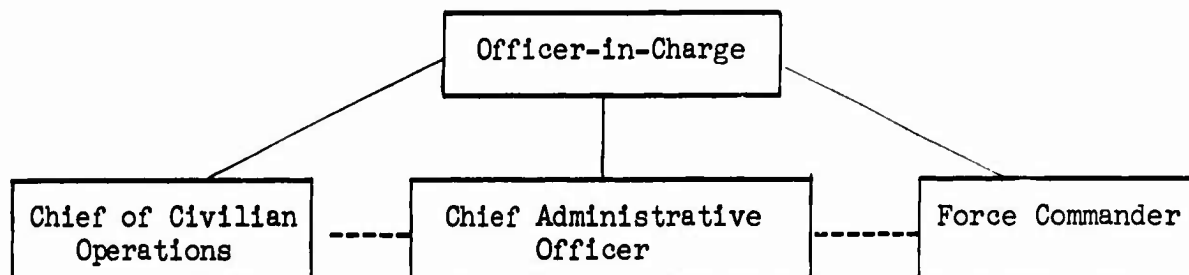 Officer-in-Charge
Chief of Civilian
Operations
Chief Administrative
Officer
Force Commander